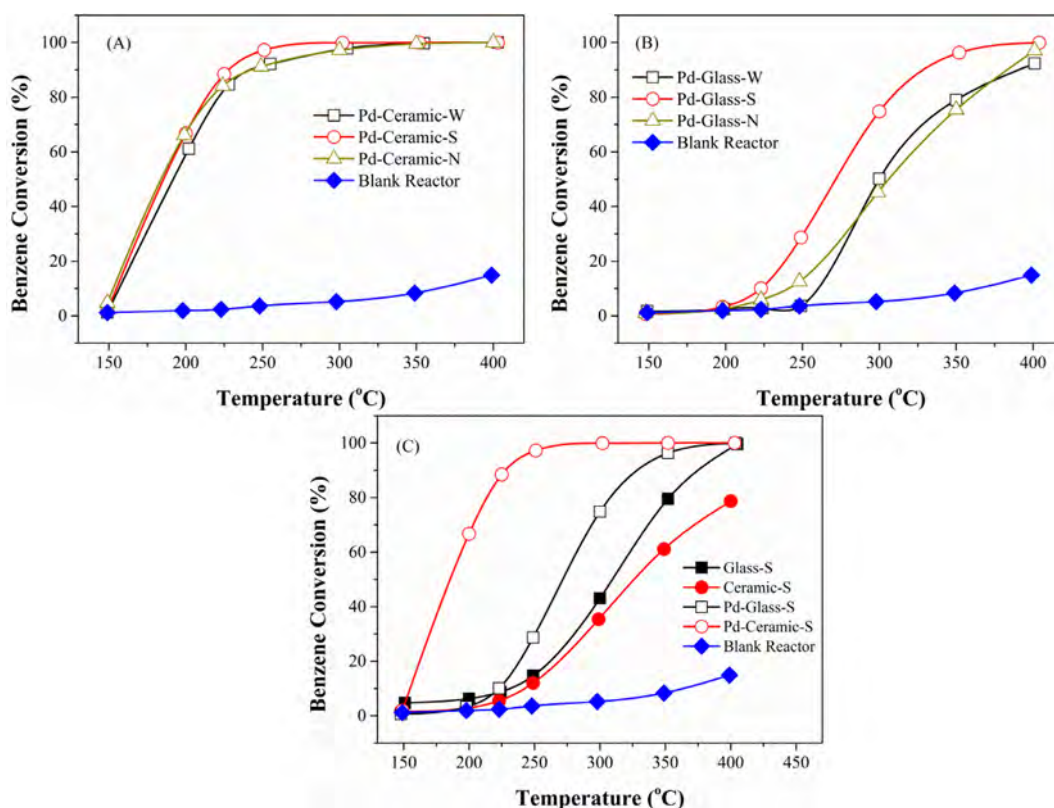 (A)
Benzene Conversion (%)
100
80
60
40
20
0
Pd-Ceramic-W
Pd-Ceramic-S
Pd-Ceramic-N
Blank Reactor
150 200 250 300 350 400
Temperature (°C)
(B)
Benzene Conversion (%)
100
80
60
40
20
0
Pd-Glass-W
Pd-Glass-S
Pd-Glass-N
Blank Reactor
150 200 250 300 350 400
Temperature (°C)
(C)
Benzene Conversion (%)
100
80
60
40
20
0
Glass-S
Ceramic-S
Pd-Glass-S
Pd-Ceramic-S
Blank Reactor
150 200 250 300 350 400 450
Temperature (°C)